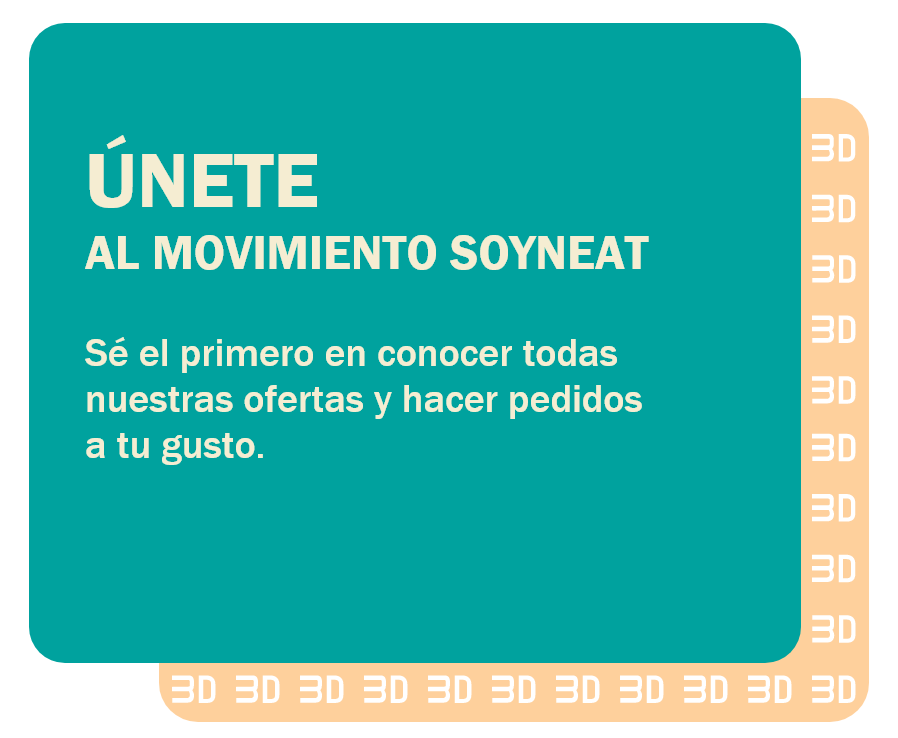 ÚNETE
AL MOVIMIENTO SOYNEAT
Sé el primero en conocer todas
nuestras ofertas y hacer pedidos
a tu gusto.
3D
3D
3D
3D
3D
3D
3D
3D
3D
3D 3D 3D 3D 3D 3D 3D 3D 3D 3D 3D